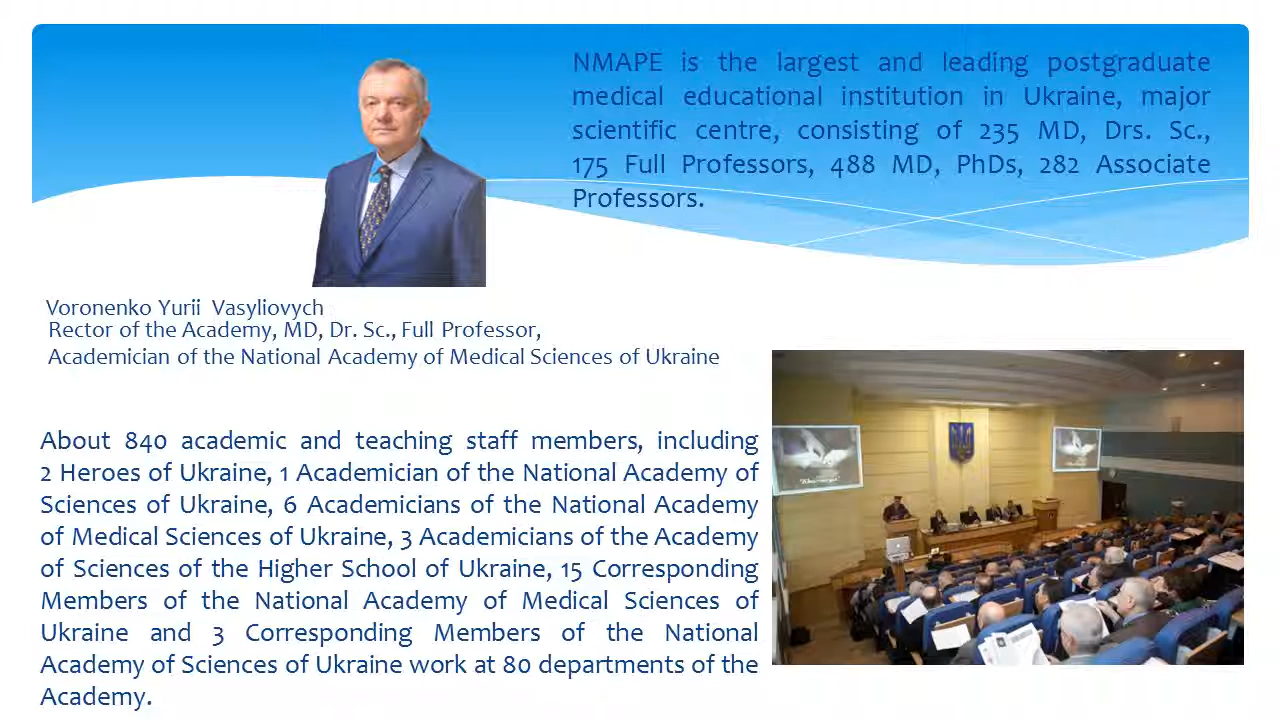 NMAPE is the largest and leading postgraduate
medical educational institution in Ukraine, major
scientific centre, consisting of 235 MD, Drs. Sc.,
175 Full Professors, 488 MD, PhDs, 282 Associate
Professors.
Voronenko Yurii Vasyliovych
Rector of the Academy, MD, Dr. Sc., Full Professor,
Academician of the National Academy of Medical Sciences of Ukraine
About 840 academic and teaching staff members, including
2 Heroes of Ukraine, 1 Academician of the National Academy of
Sciences of Ukraine, 6 Academicians of the National Academy
of Medical Sciences of Ukraine, 3 Academicians of the Academy
of Sciences of the Higher School of Ukraine, 15 Corresponding
Members of the National Academy of Medical Sciences of
Ukraine and 3 Corresponding Members of the National
Academy of Sciences of Ukraine work at 80 departments of the
Academy.